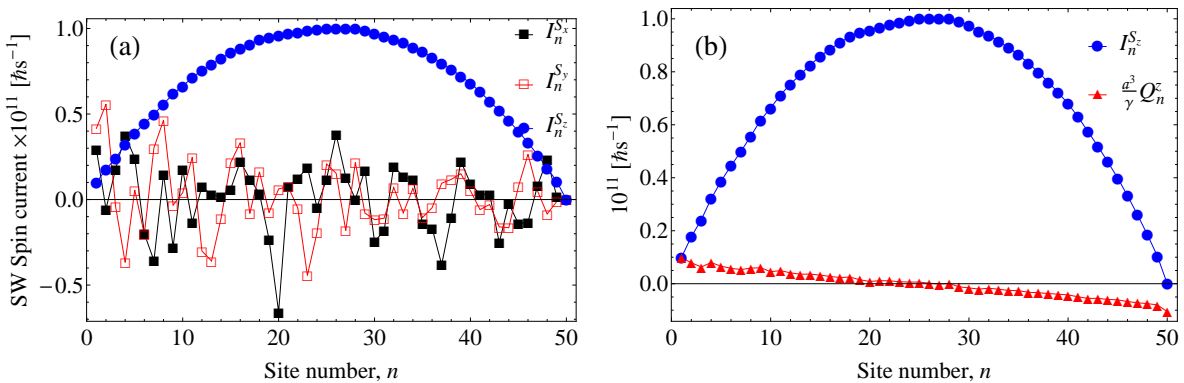 (a)
I_n^{S_x}
I_n^{S_y}
I_n^{S_z}
SW Spin current ×10^{11} [ħs^{-1}]
1.0
0.5
0.0
−0.5
0 10 20 30 40 50
Site number, n
(b)
I_n^{S_z}
\frac{a^3}{γ} Q_n^z
10^{11} [ħs^{-1}]
1.0
0.8
0.6
0.4
0.2
0.0
0 10 20 30 40 50
Site number, n